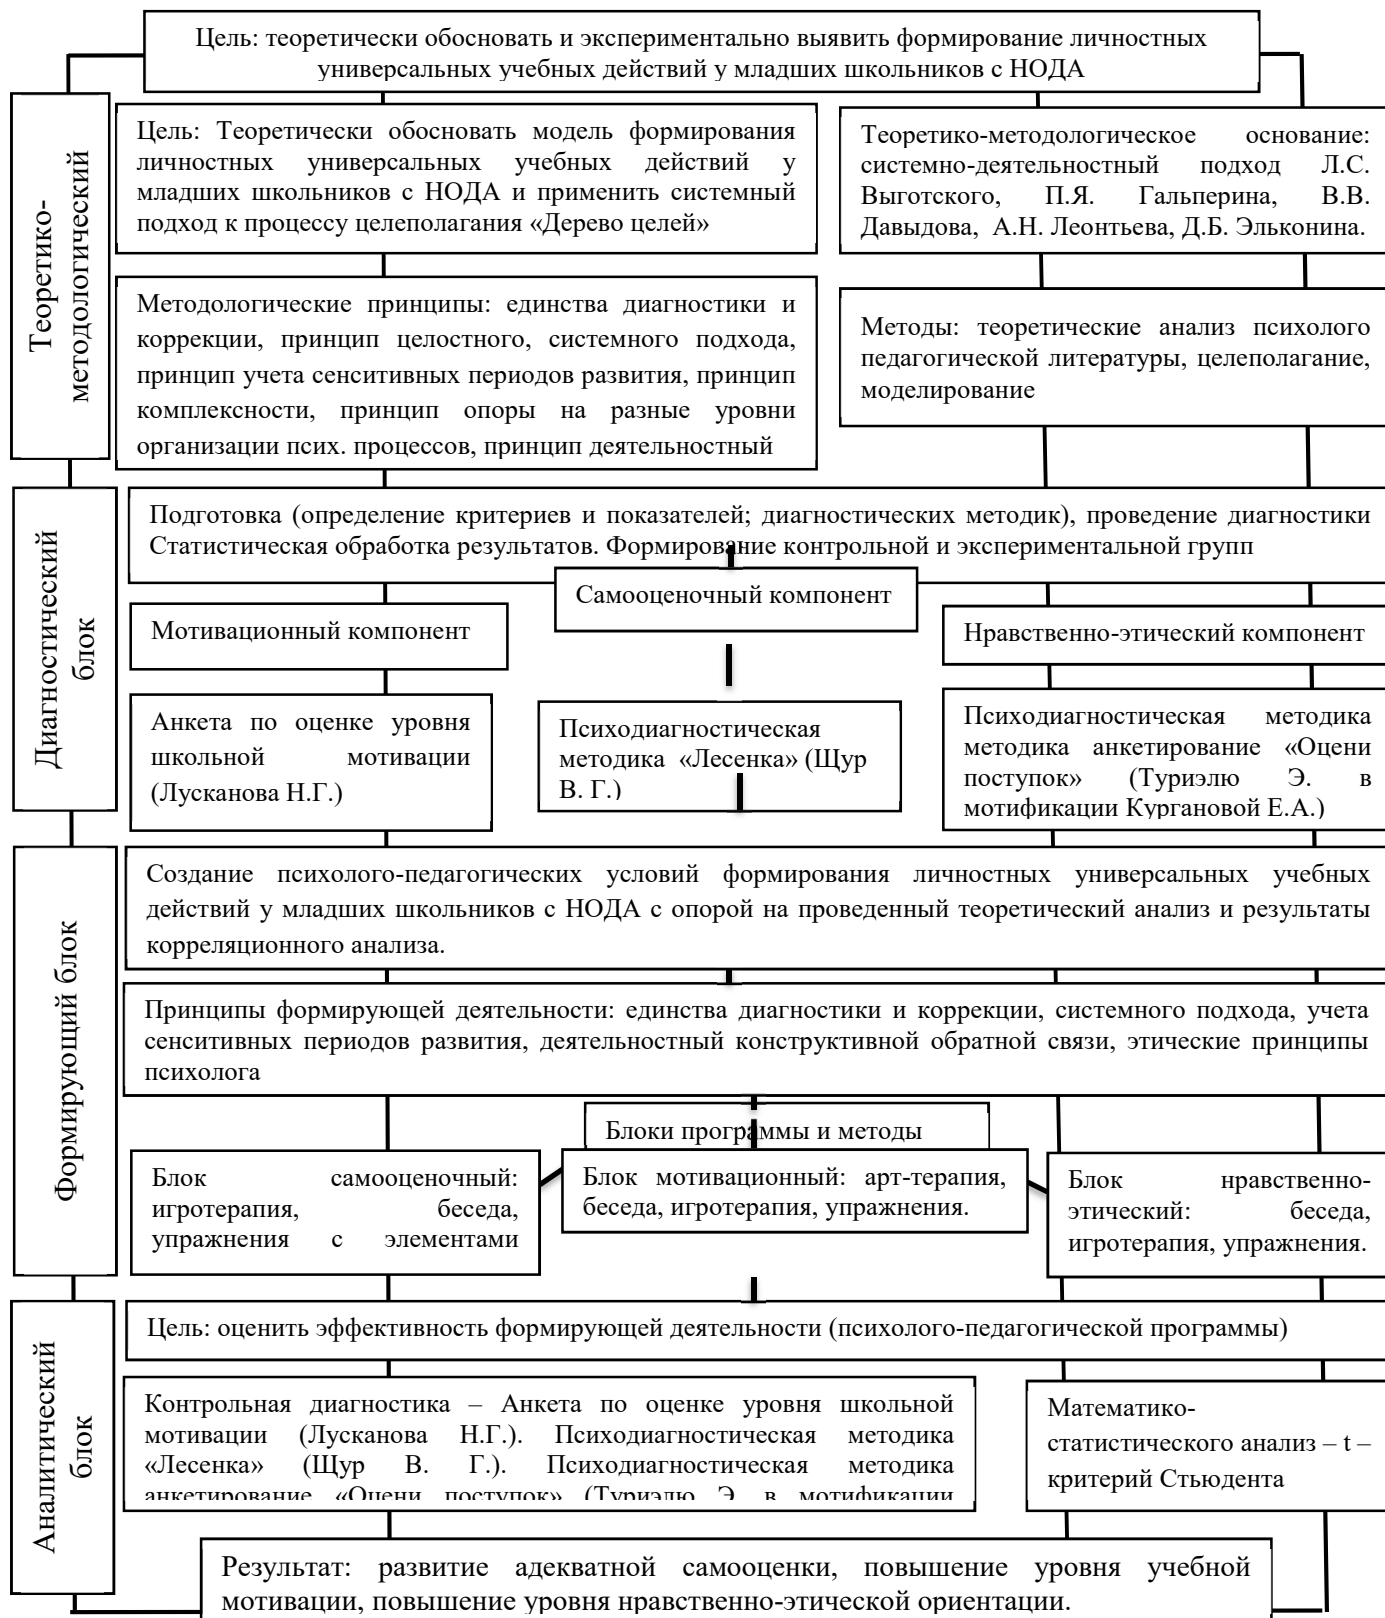 Цель: теоретически обосновать и экспериментально выявить формирование личностных
универсальных учебных действий у младших школьников с НОДА
Теоретико-
методологический
Цель: Теоретически обосновать модель формирования
личностных универсальных учебных действий у
младших школьников с НОДА и применить системный
подход к процессу целеполагания «Дерево целей»
Теоретико-методологическое основание:
системно-деятельностный подход Л.С.
Выготского, П.Я. Гальперина, В.В.
Давыдова, А.Н. Леонтьева, Д.Б. Эльконина.
Методологические принципы: единства диагностики и
коррекции, принцип целостного, системного подхода,
принцип учета сенситивных периодов развития, принцип
комплексности, принцип опоры на разные уровни
организации псих. процессов, принцип деятельностный
Методы: теоретические анализ психолого
педагогической литературы, целеполагание,
моделирование
Диагностический
блок
Подготовка (определение критериев и показателей; диагностических методик), проведение диагностики
Статистическая обработка результатов. Формирование контрольной и экспериментальной групп
Мотивационный компонент
Самооценочный компонент
Нравственно-этический компонент
Анкета по оценке уровня
школьной мотивации
(Лусканова Н.Г.)
Психодиагностическая
методика «Лесенка» (Щур
В. Г.)
Психодиагностическая методика
методика анкетирование «Оцени
поступок» (Туриэлю Э. в
мотификации Кургановой Е.А.)
Формирующий блок
Создание психолого-педагогических условий формирования личностных универсальных учебных
действий у младших школьников с НОДА с опорой на проведенный теоретический анализ и результаты
корреляционного анализа.
Принципы формирующей деятельности: единства диагностики и коррекции, системного подхода, учета
сенситивных периодов развития, деятельностный конструктивной обратной связи, этические принципы
психолога
Блоки программы и методы
Блок самооценочный:
игротерапия, беседа,
упражнения с элементами
Блок мотивационный: арт-терапия,
беседа, игротерапия, упражнения.
Блок нравственно-
этический: беседа,
игротерапия, упражнения.
Аналитический
блок
Цель: оценить эффективность формирующей деятельности (психолого-педагогической программы)
Контрольная диагностика – Анкета по оценке уровня школьной
мотивации (Лусканова Н.Г.). Психодиагностическая методика
«Лесенка» (Щур В. Г.). Психодиагностическая методика
анкетирование «Оцени поступок» (Туриэлю Э. в мотификации
Математико-
статистического анализ – t –
критерий Стьюдента
Результат: развитие адекватной самооценки, повышение уровня учебной
мотивации, повышение уровня нравственно-этической ориентации.